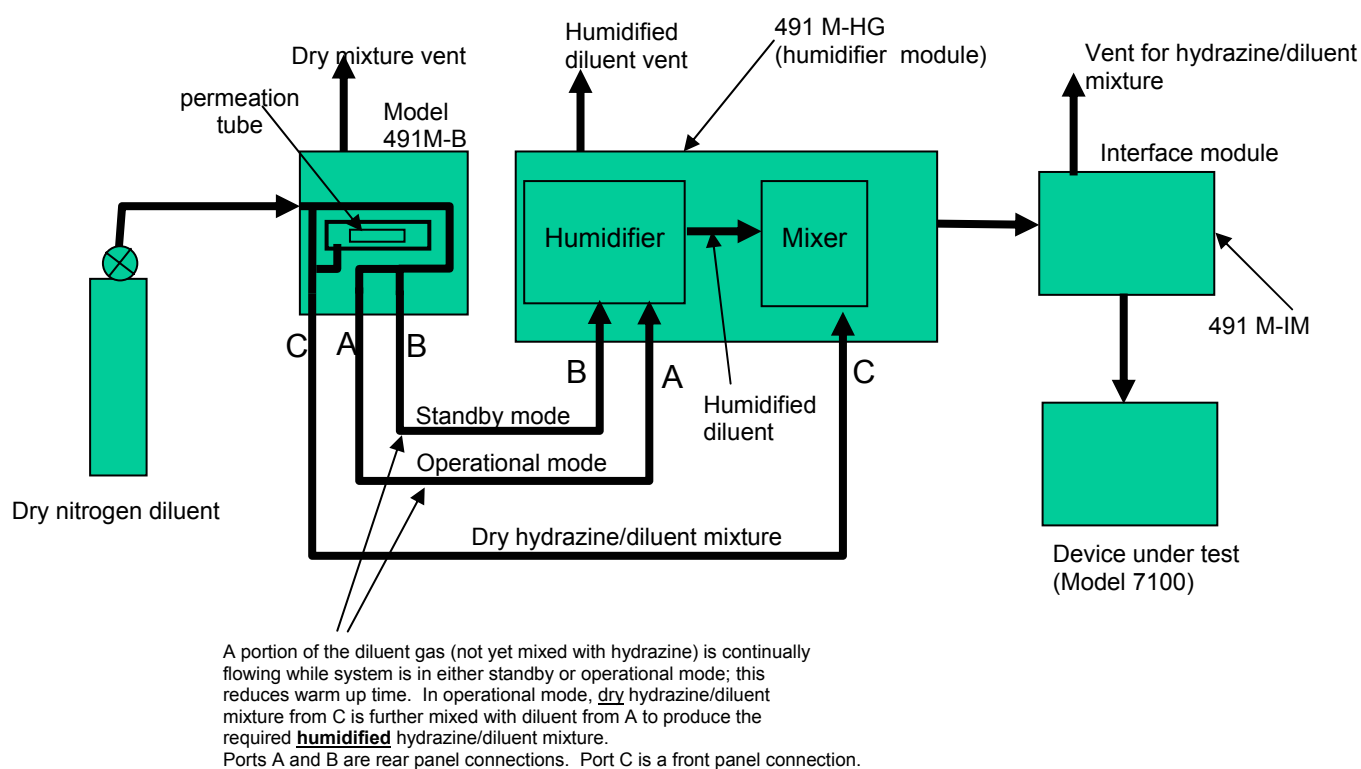 Dry mixture vent
permeation
tube
Model
491M-B
Humidified
diluent vent
491 M-HG
(humidifier  module)
Vent for hydrazine/diluent
mixture
Interface module
Humidifier
Mixer
491 M-IM
C
A
B
B
A
C
Humidified
diluent
Standby mode
Operational mode
Dry hydrazine/diluent mixture
Dry nitrogen diluent
Device under test
(Model 7100)
A portion of the diluent gas (not yet mixed with hydrazine) is continually
flowing while system is in either standby or operational mode; this
reduces warm up time.  In operational mode, dry hydrazine/diluent
mixture from C is further mixed with diluent from A to produce the
required humidified hydrazine/diluent mixture.
Ports A and B are rear panel connections.  Port C is a front panel connection.